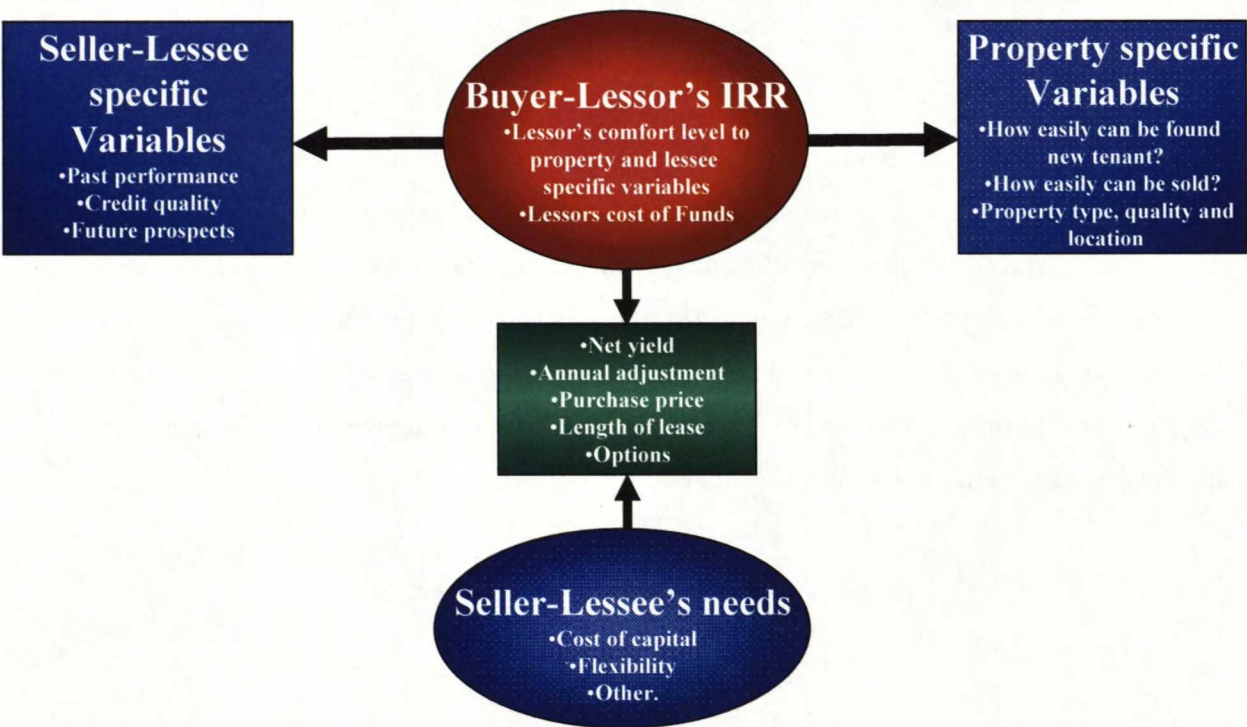 Seller-Lessee
specific
Variables
•Past performance
•Credit quality
•Future prospects
Buyer-Lessor's IRR
•Lessor's comfort level to
property and lessee
specific variables
•Lessors cost of Funds
Property specific
Variables
•How easily can be found
new tenant?
•How easily can be sold?
•Property type, quality and
location
•Net yield
•Annual adjustment
•Purchase price
•Length of lease
•Options
Seller-Lessee's needs
•Cost of capital
•Flexibility
•Other.